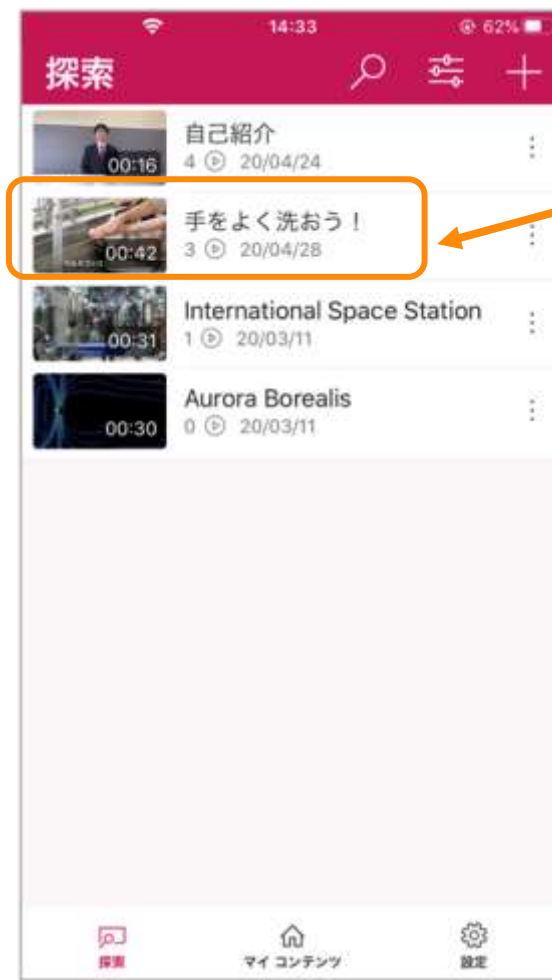 14:33
62%
探索
00:16
自己紹介
4 20/04/24
00:42
手をよく洗おう!
3 20/04/28
00:31
International Space Station
1 20/03/11
00:30
Aurora Borealis
0 20/03/11
探索
マイ コンテンツ
設定